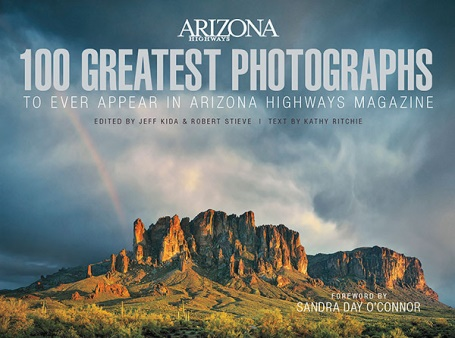 ARIZONA
HIGHWAYS
100 GREATEST PHOTOGRAPHS
TO EVER APPEAR IN ARIZONA HIGHWAYS MAGAZINE
EDITED BY JEFF KIDA & ROBERT STIEVE | TEXT BY KATHY RITCHIE
FOREWORD BY
SANDRA DAY O'CONNOR